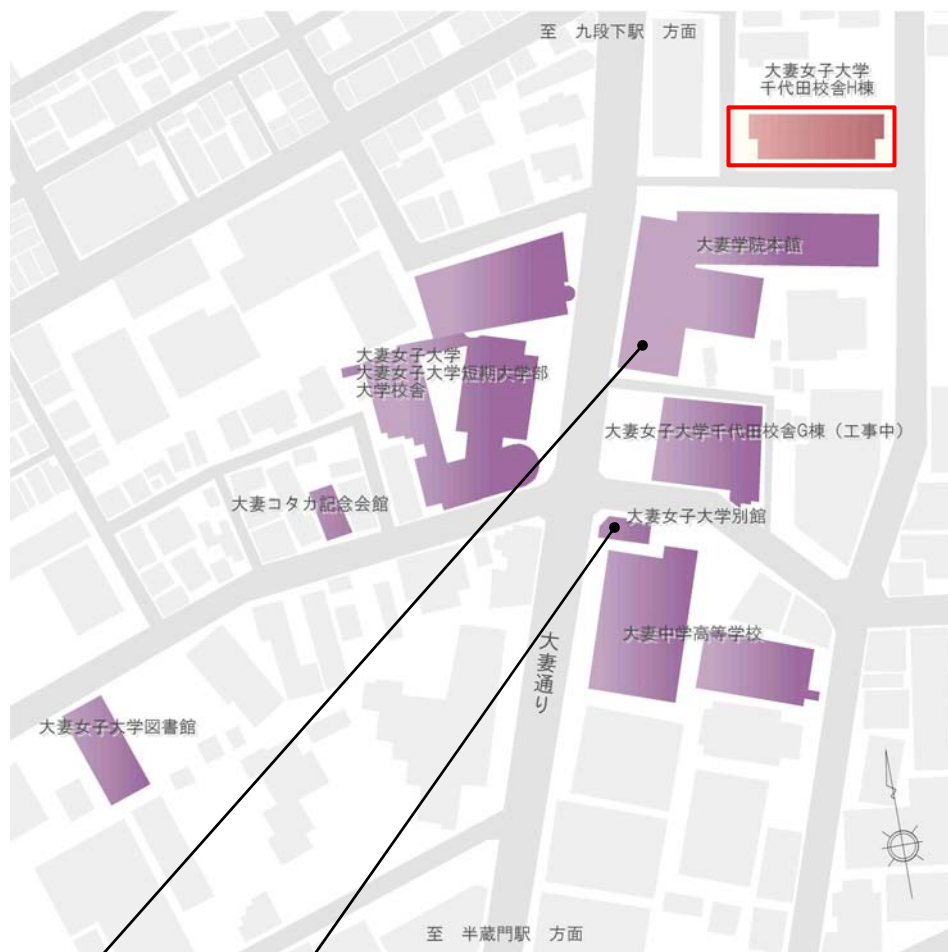 至 九段下駅 方面
大妻女子大学
千代田校舎H棟
大妻学院本館
大妻女子大学
大妻女子大学短期大学部
大学校舎
大妻女子大学千代田校舎G棟（工事中）
大妻コタカ記念会館
大妻女子大学別館
大妻中学高等学校
大妻通り
大妻女子大学図書館
至 半蔵門駅 方面